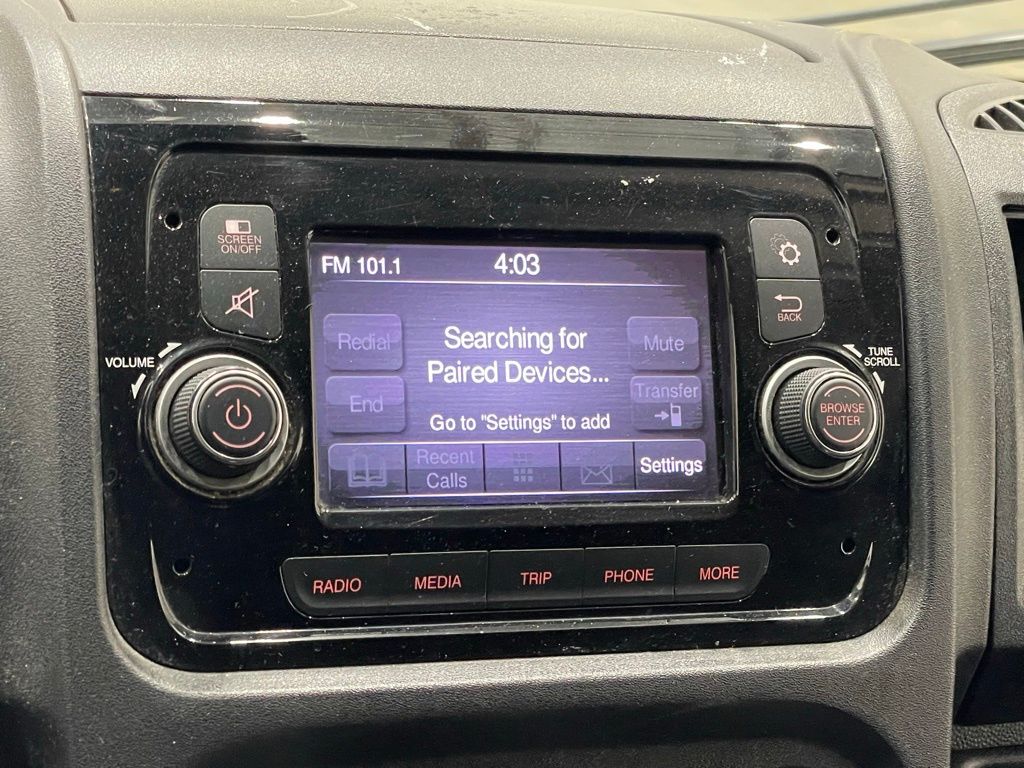 SCREEN
ON/OFF
FM 101.1
4:03
BACK
VOLUME
TUNE
SCROLL
Redial
Searching for
Paired Devices...
Mute
End
Transfer
Go to "Settings" to add
BROWSE
ENTER
Recent
Calls
Settings
RADIO
MEDIA
TRIP
PHONE
MORE